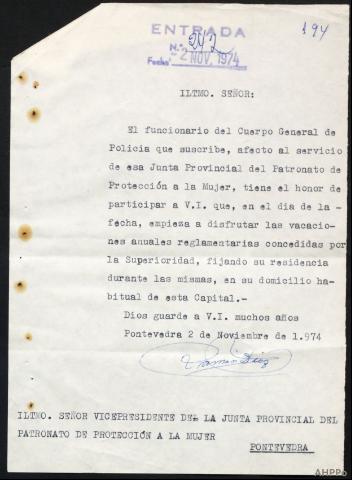 ENTRADA
194
N.º 242
Fecha 2 NOV. 1974
ILTMO. SEÑOR:
El funcionario del Cuerpo General de
Policia que suscribe, afecto al servicio
de esa Junta Provincial del Patronato de
Protección a la Mujer, tiene el honor de
participar a V.I. que, en el dia de la -
fecha, empieza a disfrutar las vacacio-
nes anuales reglamentarias concedidas por
la Superioridad, fijando su residencia
durante las mismas, en su domicilio ha-
bitual de esta Capital.-
Dios guarde a V.I. muchos años
Pontevedra 2 de Noviembre de 1.974
ILTMO. SEÑOR VICEPRESIDENTE DE LA JUNTA PROVINCIAL DEL
PATRONATO DE PROTECCIÓN A LA MUJER
PONTEVEDRA
AHPPO